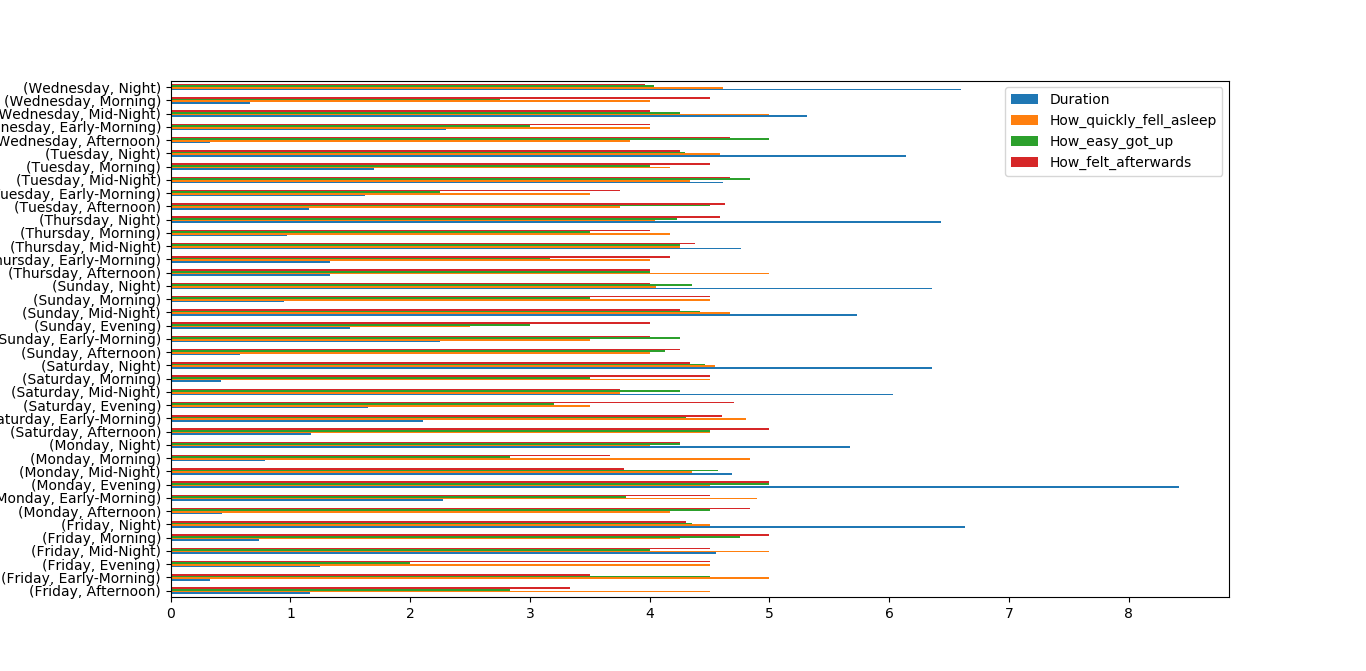 (Wednesday, Night)
(Wednesday, Morning)
Wednesday, Mid-Night)
nesday, Early-Morning)
Wednesday, Afternoon)
(Tuesday, Night)
(Tuesday, Morning)
(Tuesday, Mid-Night)
uesday, Early-Morning)
(Tuesday, Afternoon)
(Thursday, Night)
(Thursday, Morning)
(Thursday, Mid-Night)
hursday, Early-Morning)
(Thursday, Afternoon)
(Sunday, Night)
(Sunday, Morning)
(Sunday, Mid-Night)
(Sunday, Evening)
Sunday, Early-Morning)
(Sunday, Afternoon)
(Saturday, Night)
(Saturday, Morning)
(Saturday, Mid-Night)
(Saturday, Evening)
aturday, Early-Morning)
(Saturday, Afternoon)
(Monday, Night)
(Monday, Morning)
(Monday, Mid-Night)
(Monday, Evening)
Monday, Early-Morning)
(Monday, Afternoon)
(Friday, Night)
(Friday, Morning)
(Friday, Mid-Night)
(Friday, Evening)
(Friday, Early-Morning)
(Friday, Afternoon)
0 1 2 3 4 5 6 7 8
Duration
How_quickly_fell_asleep
How_easy_got_up
How_felt_afterwards